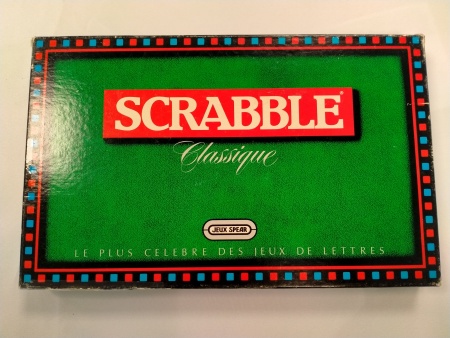 SCRABBLE®
Classique
JEUX SPEAR
LE PLUS CELEBRE DES JEUX DE LETTRES